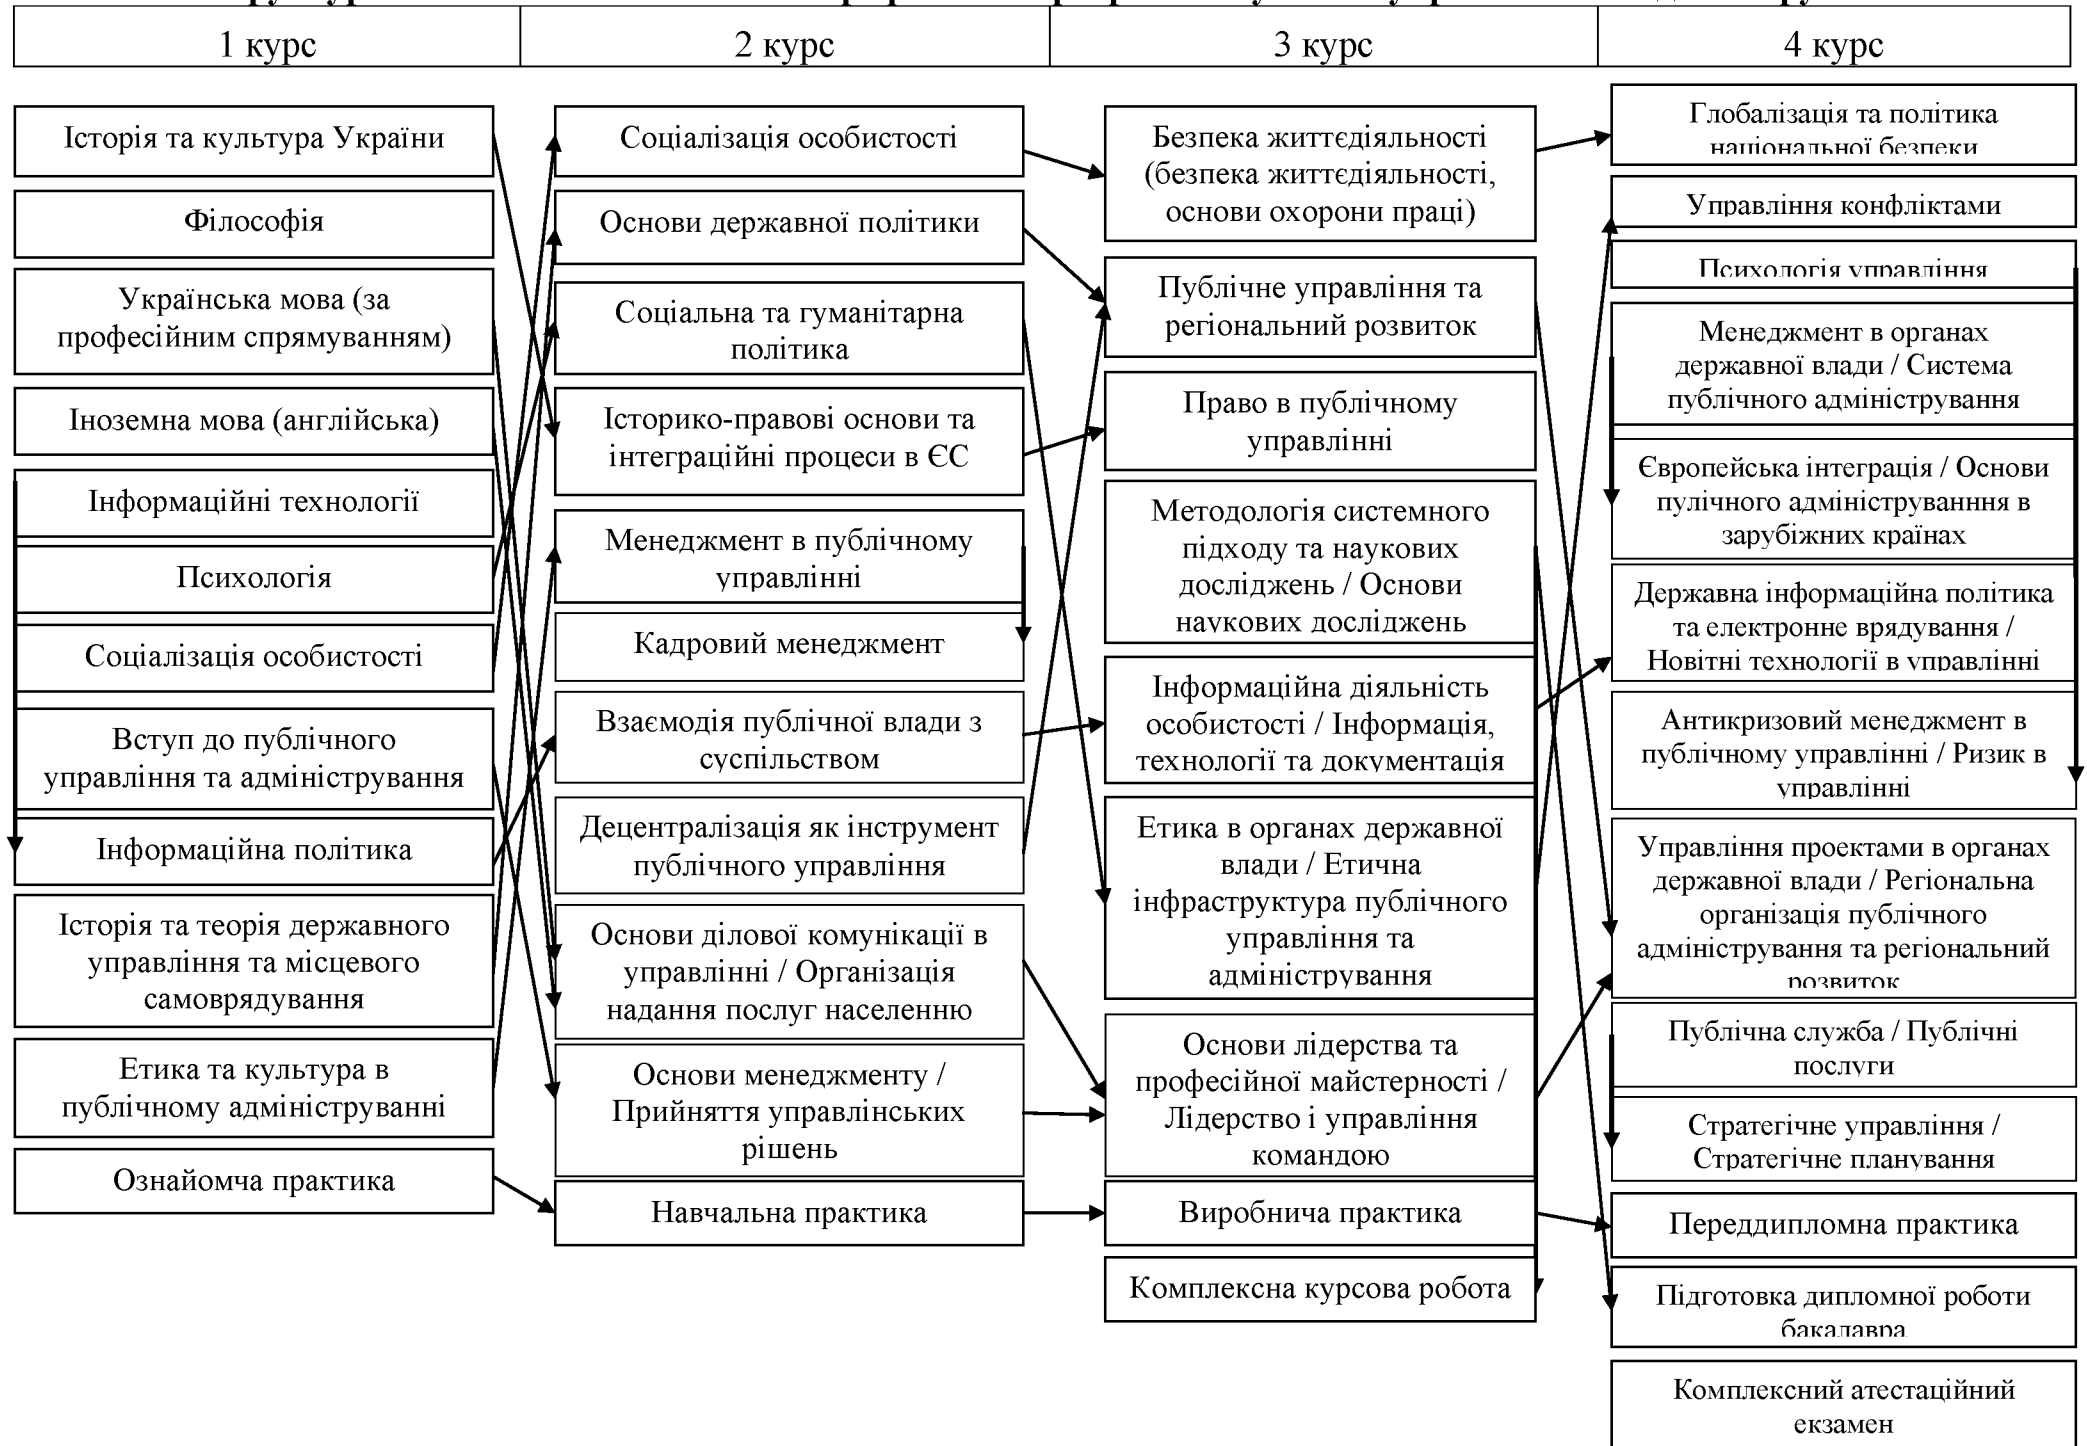 1 курс
2 курс
3 курс
4 курс
Історія та культура України
Філософія
Українська мова (за
професійним спрямуванням)
Іноземна мова (англійська)
Інформаційні технології
Психологія
Соціалізація особистості
Вступ до публічного
управління та адміністрування
Інформаційна політика
Історія та теорія державного
управління та місцевого
самоврядування
Етика та культура в
публічному адмініструванні
Ознайомча практика
Соціалізація особистості
Основи державної політики
Соціальна та гуманітарна
політика
Історико-правові основи та
інтеграційні процеси в ЄС
Менеджмент в публічному
управлінні
Кадровий менеджмент
Взаємодія публічної влади з
суспільством
Децентралізація як інструмент
публічного управління
Основи ділової комунікації в
управлінні / Організація
надання послуг населенню
Основи менеджменту /
Прийняття управлінських
рішень
Навчальна практика
Безпека життєдіяльності
(безпека життєдіяльності,
основи охорони праці)
Публічне управління та
регіональний розвиток
Право в публічному
управлінні
Методологія системного
підходу та наукових
досліджень / Основи
наукових досліджень
Інформаційна діяльність
особистості / Інформація,
технології та документація
Етика в органах державної
влади / Етична
інфраструктура публічного
управління та
адміністрування
Основи лідерства та
професійної майстерності /
Лідерство і управління
командою
Виробнича практика
Комплексна курсова робота
Глобалізація та політика
національної безпеки
Управління конфліктами
Психологія управління
Менеджмент в органах
державної влади / Система
публічного адміністрування
Європейська інтеграція / Основи
пулічного адмініструванння в
зарубіжних країнах
Державна інформаційна політика
та електронне врядування /
Новітні технології в управлінні
Антикризовий менеджмент в
публічному управлінні / Ризик в
управлінні
Управління проектами в органах
державної влади / Регіональна
організація публічного
адміністрування та регіональний
розвиток
Публічна служба / Публічні
послуги
Стратегічне управління /
Стратегічне планування
Переддипломна практика
Підготовка дипломної роботи
бакалавра
Комплексний атестаційний
екзамен